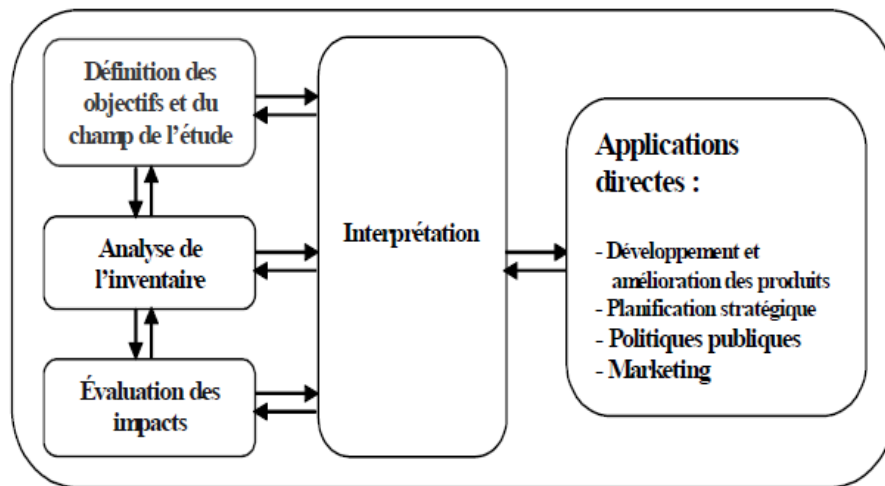 Définition des
objectifs et du
champ de l'étude
Analyse de
l'inventaire
Évaluation des
impacts
Interprétation
Applications
directes :
- Développement et
amélioration des produits
- Planification stratégique
- Politiques publiques
- Marketing